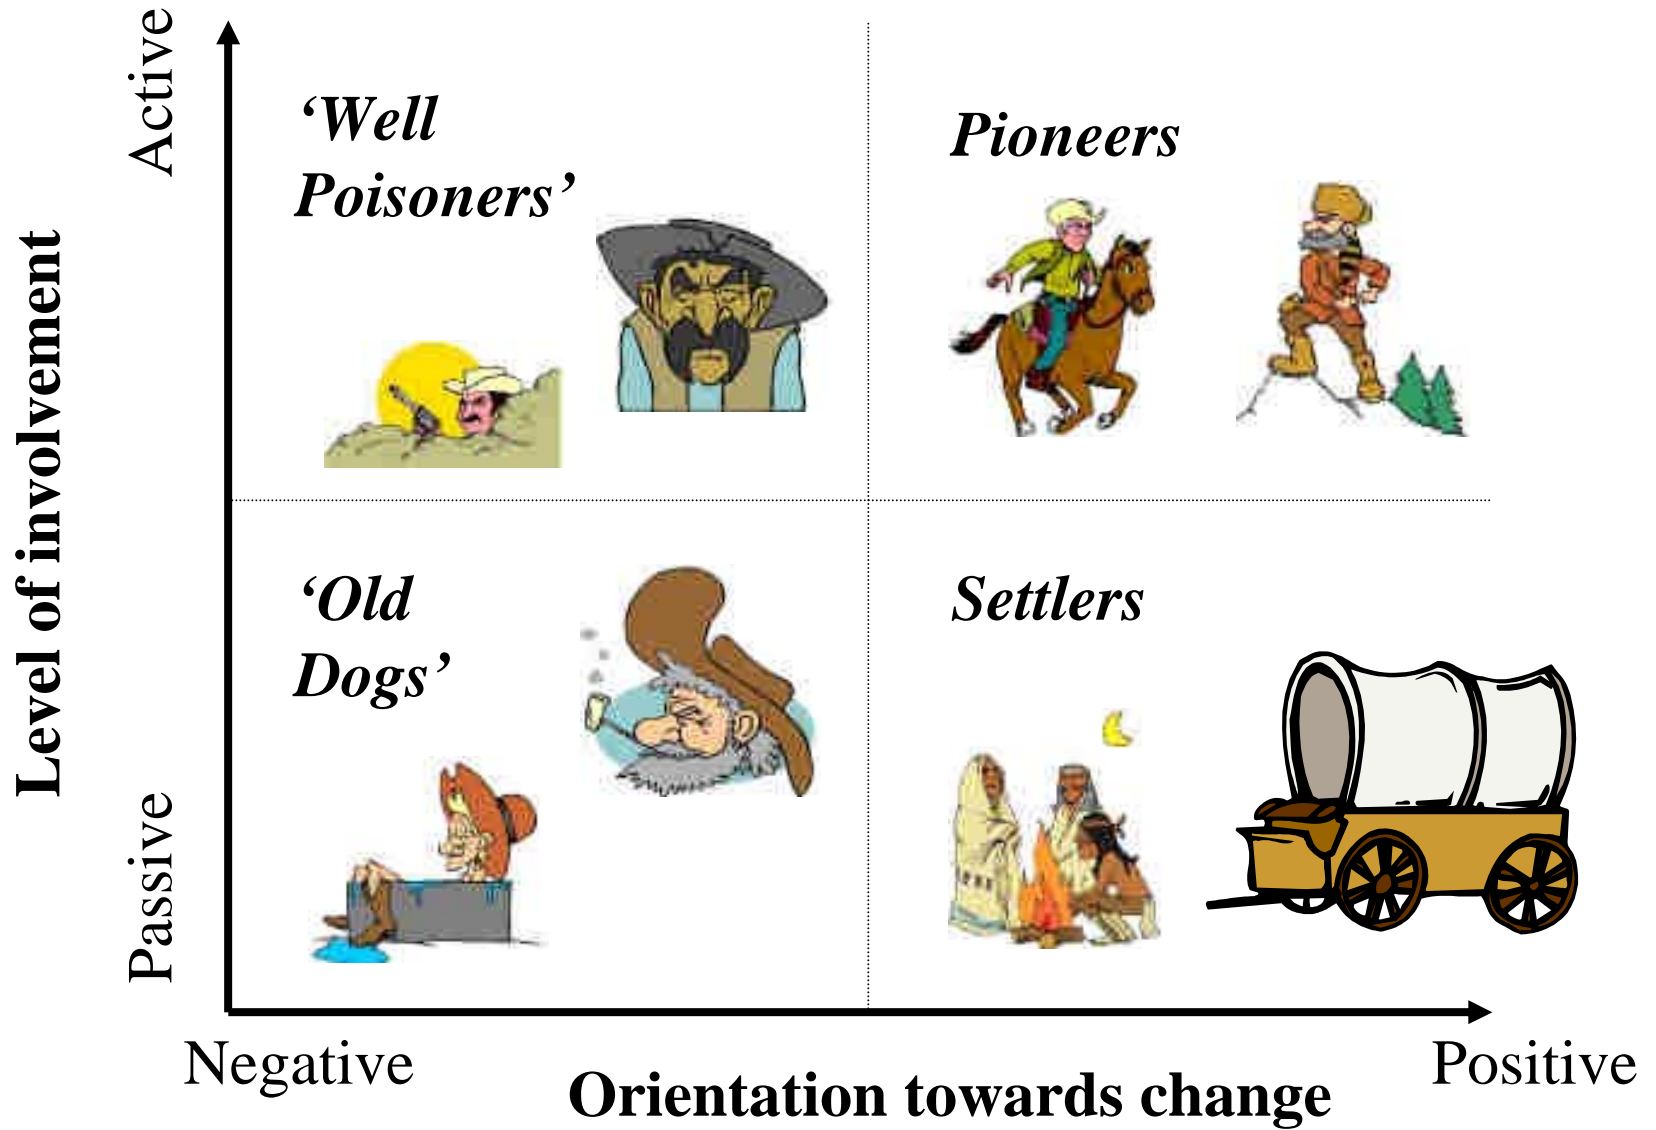 Active
‘Well
Poisoners’
Pioneers
Level of involvement
‘Old
Dogs’
Settlers
Passive
Negative
Positive
Orientation towards change